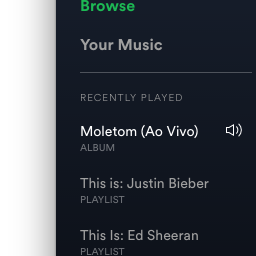 Browse
Your Music
RECENTLY PLAYED
Moletom (Ao Vivo)
ALBUM
This is: Justin Bieber
PLAYLIST
This Is: Ed Sheeran
PLAYLIST